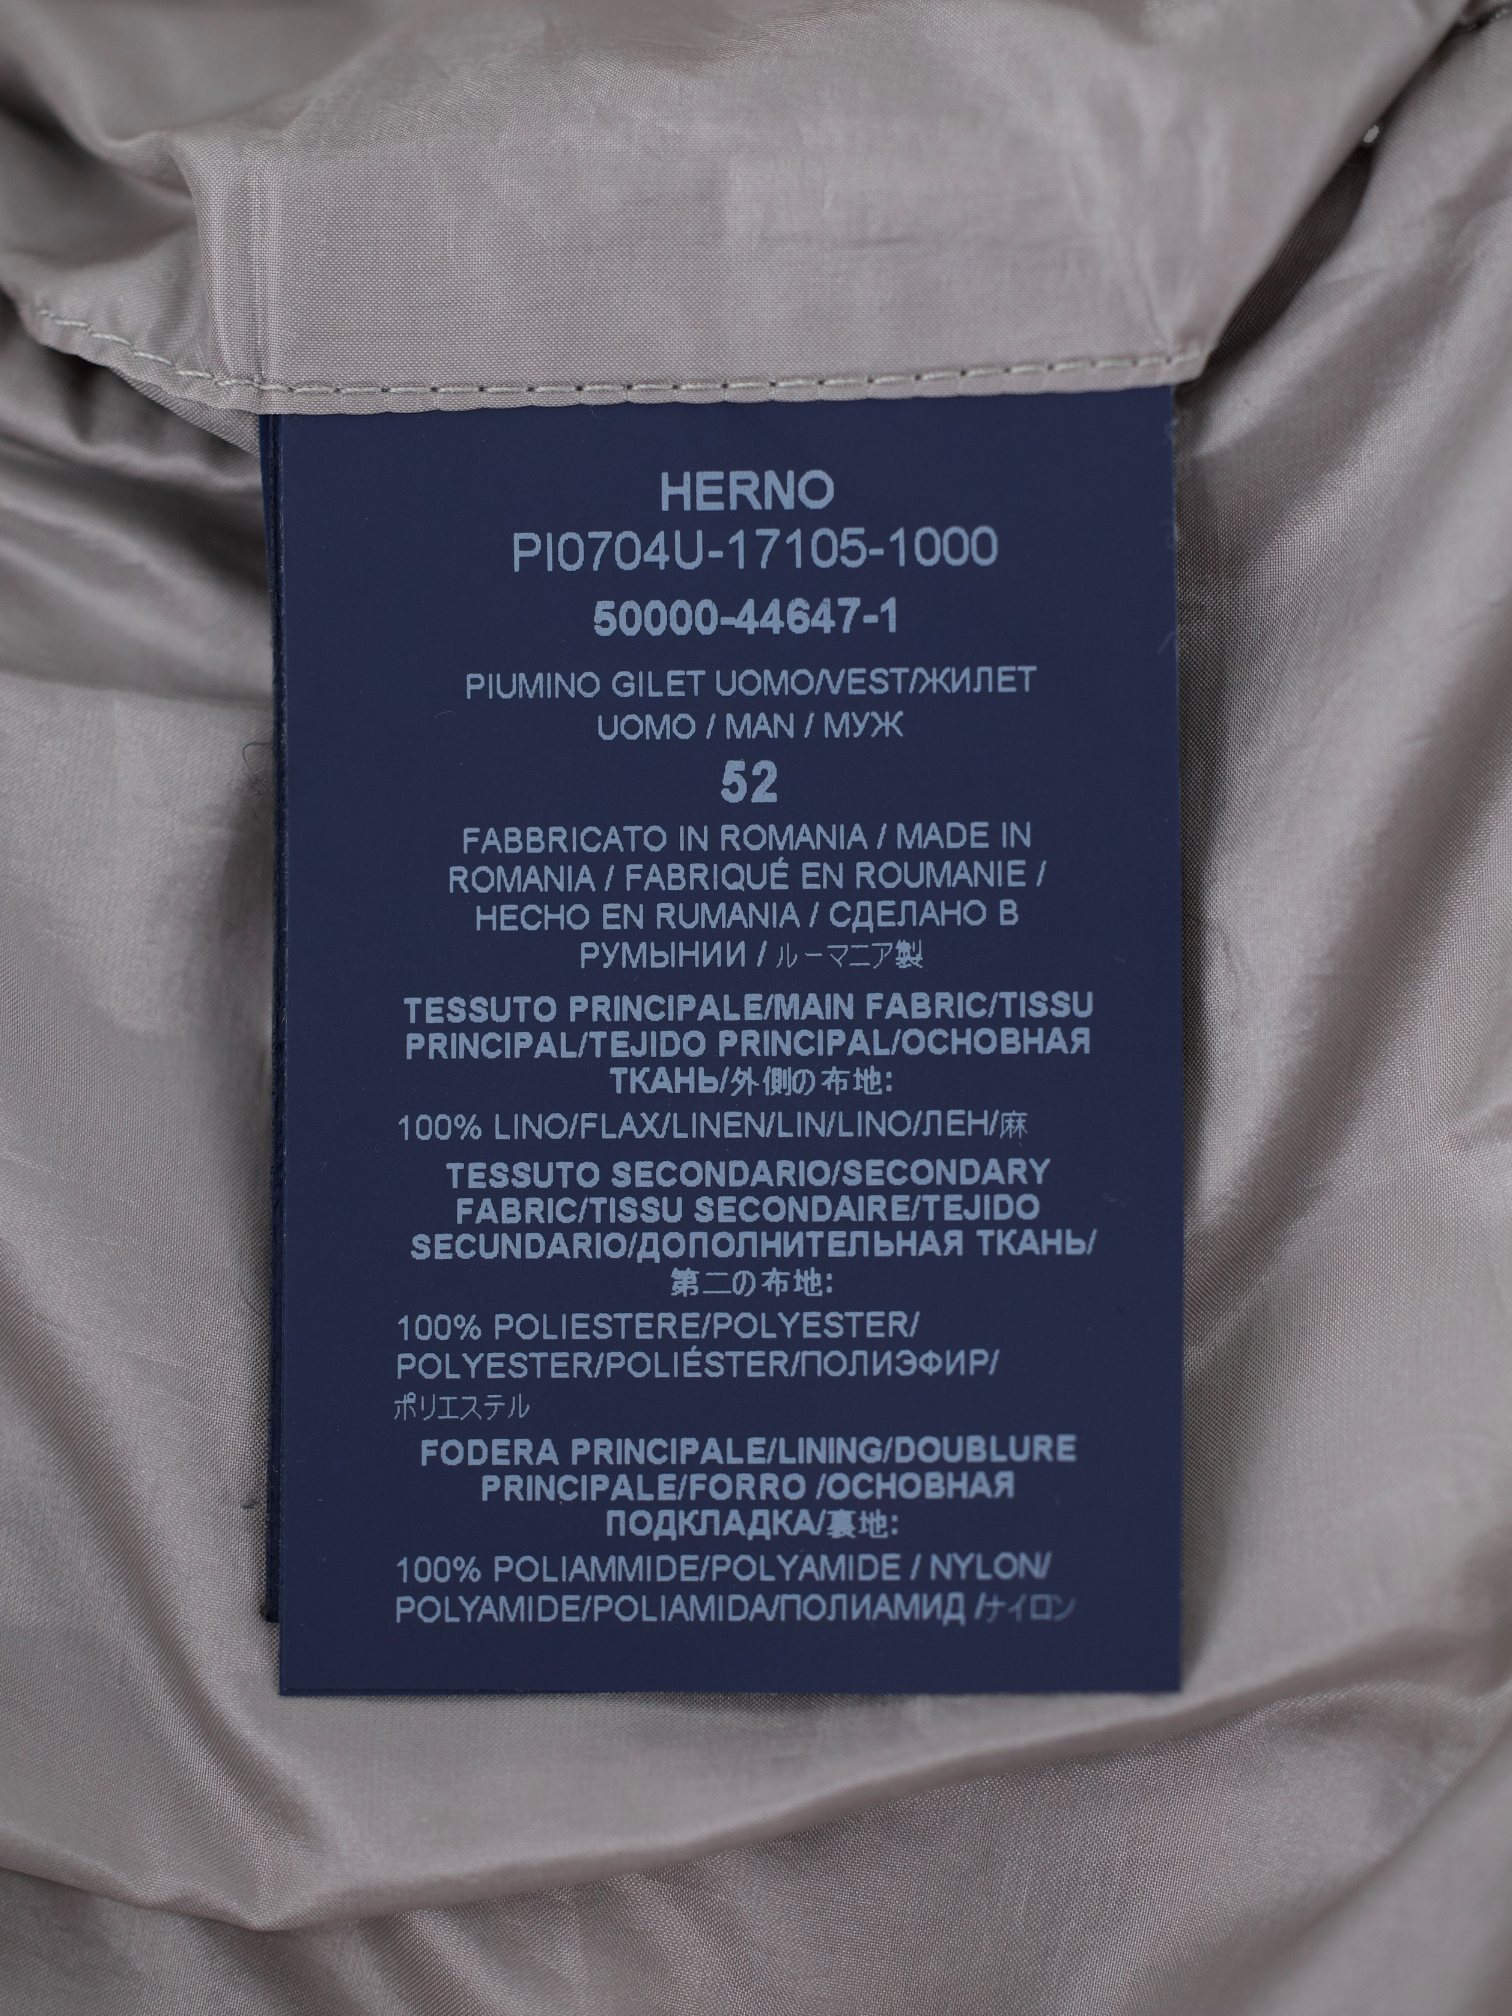 HERNO
PI0704U-17105-1000
50000-44647-1
PIUMINO GILET UOMO/VEST/ЖИЛЕТ
UOMO / MAN / МУЖ
52
FABBRICATO IN ROMANIA / MADE IN
ROMANIA / FABRIQUÉ EN ROUMANIE /
HECHO EN RUMANIA / СДЕЛАНО В
РУМЫНИИ / ルーマニア製
TESSUTO PRINCIPALE/MAIN FABRIC/TISSU
PRINCIPAL/TEJIDO PRINCIPAL/ОСНОВНАЯ
ТКАНЬ/外側の布地:
100% LINO/FLAX/LINEN/LIN/LINO/ЛЕН/麻
TESSUTO SECONDARIO/SECONDARY
FABRIC/TISSU SECONDAIRE/TEJIDO
SECUNDARIO/ДОПОЛНИТЕЛЬНАЯ ТКАНЬ/
第二の布地:
100% POLIESTERE/POLYESTER/
POLYESTER/POLIÉSTER/ПОЛИЭФИР/
ポリエステル
FODERA PRINCIPALE/LINING/DOUBLURE
PRINCIPALE/FORRO /ОСНОВНАЯ
ПОДКЛАДКА/裏地:
100% POLIAMMIDE/POLYAMIDE / NYLON/
POLYAMIDE/POLIAMIDA/ПОЛИАМИД /ナイロン